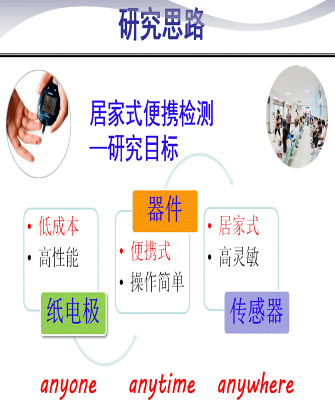 研究思路
居家式便携检测
—研究目标
器件
• 低成本
• 高性能
• 便携式
• 操作简单
• 居家式
• 高灵敏
纸电极
传感器
anyone anytime anywhere